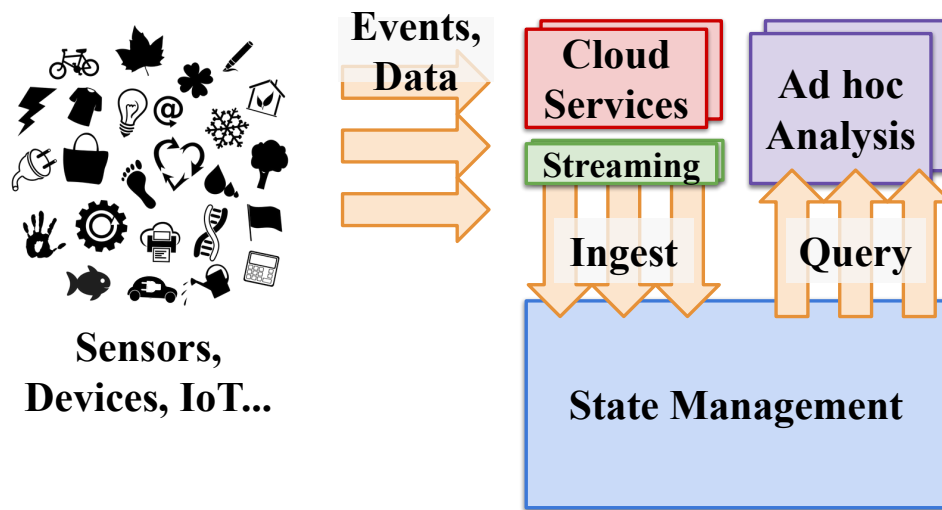 Events,
Data
Cloud
Services
Streaming
Ad hoc
Analysis
@
Ingest
Query
Sensors,
Devices, IoT...
State Management